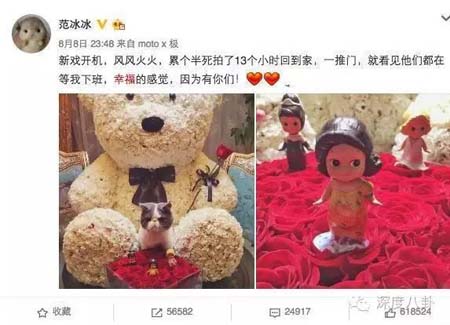 范冰冰
8月8日 23:48 来自 moto x 极
新戏开机，风风火火，累个半死拍了13个小时回到家，一推门，就看见他们都在
等我下班，幸福的感觉，因为有你们！
收藏
56582
24917
618524
深度八卦